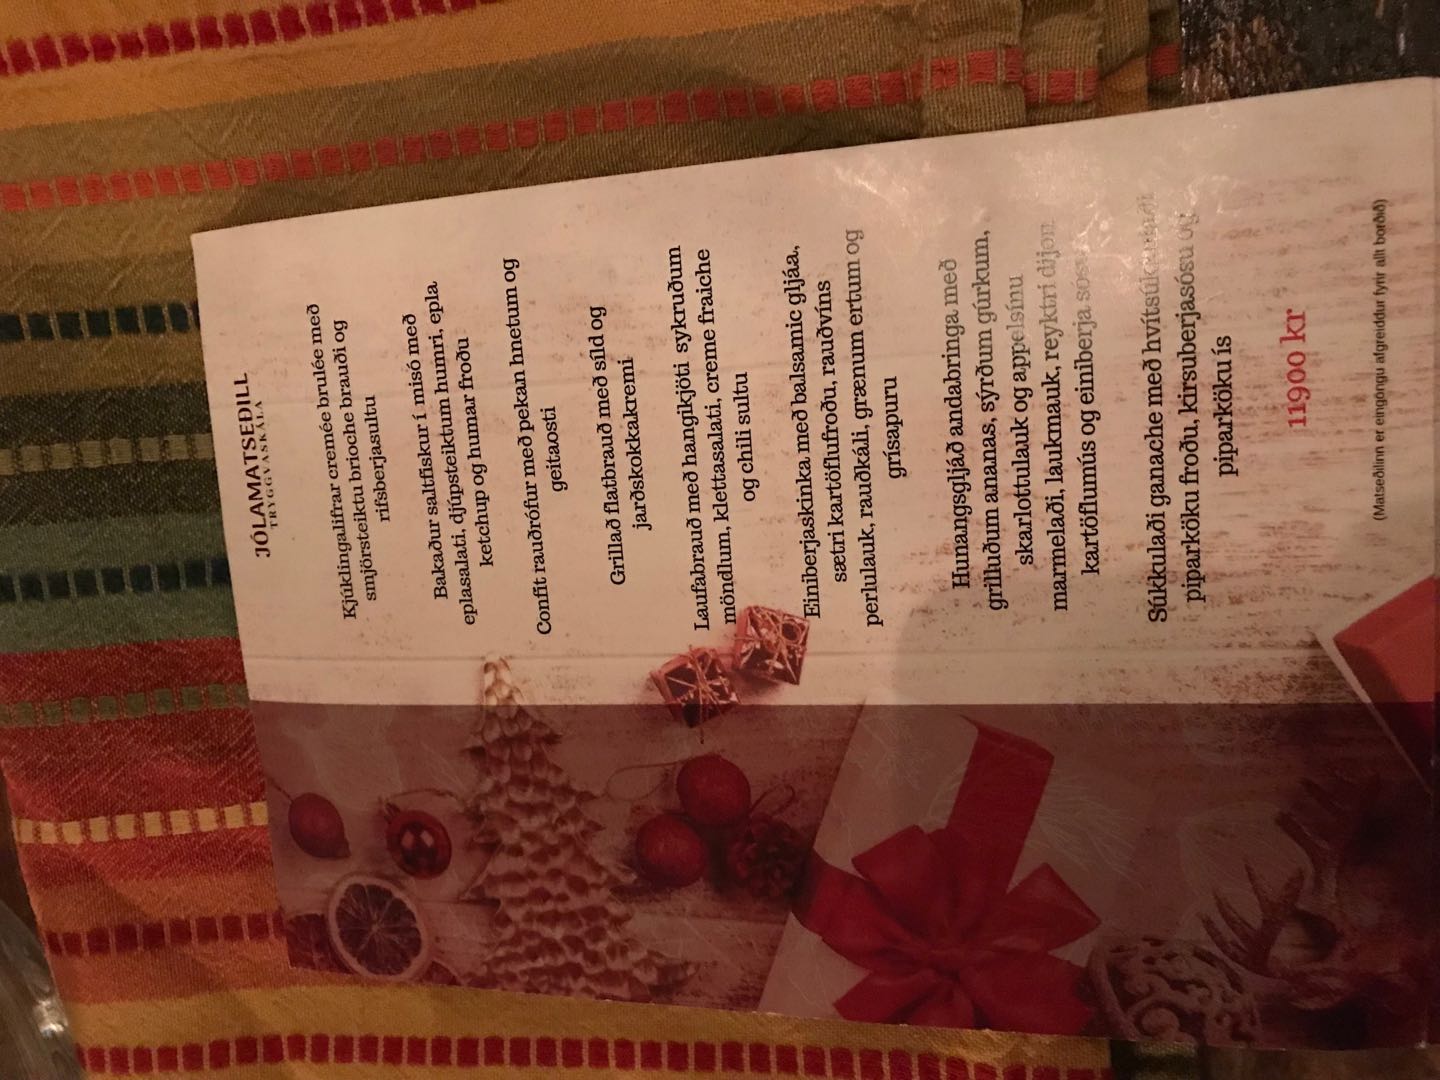 JÓLAMATSEÐILL
TRYGGVASKÁLA
Kjúklingalifrar cremée brulée með
smjörsteiktu brioche brauði og
rifsberjasultu
Bakaður saltfiskur í misó með
eplasalati, djúpsteiktum humri, epla
ketchup og humar froðu
Confit rauðrófur með pekan hnetum og
geitaosti
Grillað flatbrauð með síld og
jarðskokkakremi
Laufabrauð með hangikjöti sykruðum
möndlum, klettasalati, creme fraiche
og chili sultu
Einiberjaskinka með balsamic gljáa,
sætri kartöflufroðu, rauðvíns
perlulauk, rauðkáli, grænum ertum og
grísapuru
Hunangsgljáð andabringa með
grilluðum ananas, sýrðum gúrkum,
skarlottulauk og appelsínu
marmelaði, laukmauk, reyktri dijon
kartöflumús og einiberja
Súkkulaði ganache með
piparköku froðu, kirsuberjasósu og
piparköku ís
11900 kr
(Matseðilinn er eingöngu afgreiddur fyrir allt borðið)